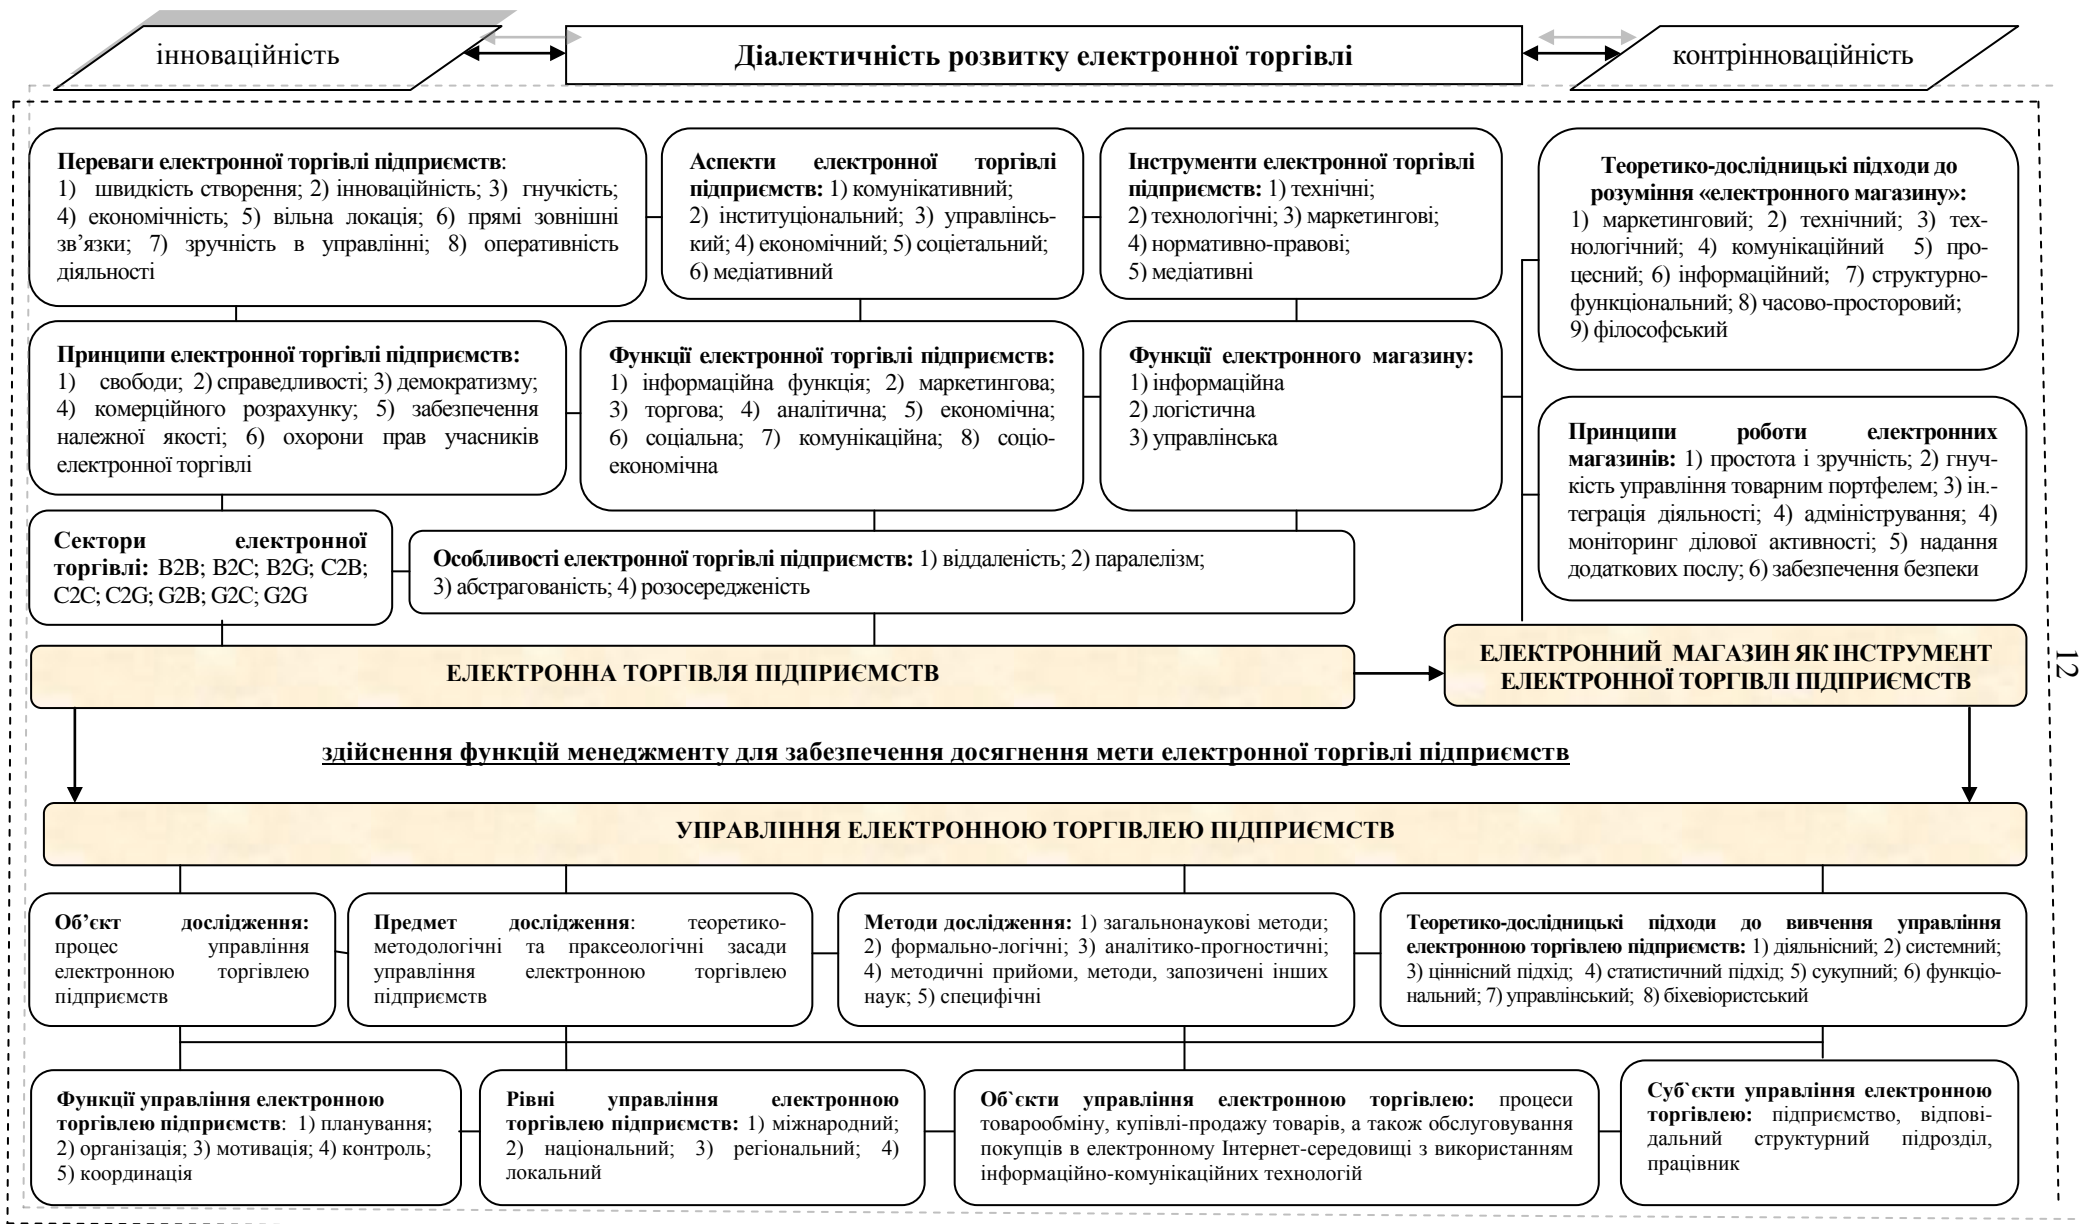 інноваційність
Діалектичність розвитку електронної торгівлі
контрінноваційність
Переваги електронної торгівлі підприємств:
1) швидкість створення; 2) інноваційність; 3) гнучкість;
4) економічність; 5) вільна локація; 6) прямі зовнішні
зв’язки; 7) зручність в управлінні; 8) оперативність
діяльності
Аспекти електронної торгівлі
підприємств: 1) комунікативний;
2) інституціональний; 3) управлінсь-
кий; 4) економічний; 5) соціетальний;
6) медіативний
Інструменти електронної торгівлі
підприємств: 1) технічні;
2) технологічні; 3) маркетингові;
4) нормативно-правові;
5) медіативні
Теоретико-дослідницькі підходи до
розуміння «електронного магазину»:
1) маркетинговий; 2) технічний; 3) тех-
нологічний; 4) комунікаційний 5) про-
цесний; 6) інформаційний; 7) структурно-
функціональний; 8) часово-просторовий;
9) філософський
Принципи електронної торгівлі підприємств:
1) свободи; 2) справедливості; 3) демократизму;
4) комерційного розрахунку; 5) забезпечення
належної якості; 6) охорони прав учасників
електронної торгівлі
Функції електронної торгівлі підприємств:
1) інформаційна функція; 2) маркетингова;
3) торгова; 4) аналітична; 5) економічна;
6) соціальна; 7) комунікаційна; 8) соціо-
економічна
Функції електронного магазину:
1) інформаційна
2) логістична
3) управлінська
Принципи роботи електронних
магазинів: 1) простота і зручність; 2) гнуч-
кість управління товарним портфелем; 3) ін.-
теграція діяльності; 4) адміністрування; 4)
моніторинг ділової активності; 5) надання
додаткових послу; 6) забезпечення безпеки
Сектори електронної
торгівлі: B2B; B2C; B2G; C2B;
C2C; C2G; G2B; G2C; G2G
Особливості електронної торгівлі підприємств: 1) віддаленість; 2) паралелізм;
3) абстрагованість; 4) розосередженість
ЕЛЕКТРОННА ТОРГІВЛЯ ПІДПРИЄМСТВ
ЕЛЕКТРОННИЙ МАГАЗИН ЯК ІНСТРУМЕНТ
ЕЛЕКТРОННОЇ ТОРГІВЛІ ПІДПРИЄМСТВ
12
здійснення функцій менеджменту для забезпечення досягнення мети електронної торгівлі підприємств
УПРАВЛІННЯ ЕЛЕКТРОННОЮ ТОРГІВЛЕЮ ПІДПРИЄМСТВ
Об’єкт дослідження:
процес управління
електронною торгівлею
підприємств
Предмет дослідження: теоретико-
методологічні та праксеологічні засади
управління електронною торгівлею
підприємств
Методи дослідження: 1) загальнонаукові методи;
2) формально-логічні; 3) аналітико-прогностичні;
4) методичні прийоми, методи, запозичені інших
наук; 5) специфічні
Теоретико-дослідницькі підходи до вивчення управління
електронною торгівлею підприємств: 1) діяльнісний; 2) системний;
3) ціннісний підхід; 4) статистичний підхід; 5) сукупний; 6) функціо-
нальний; 7) управлінський; 8) біхевіористський
Функції управління електронною
торгівлею підприємств: 1) планування;
2) організація; 3) мотивація; 4) контроль;
5) координація
Рівні управління електронною
торгівлею підприємств: 1) міжнародний;
2) національний; 3) регіональний; 4)
локальний
Об`єкти управління електронною торгівлею: процеси
товарообміну, купівлі-продажу товарів, а також обслуговування
покупців в електронному Інтернет-середовищі з використанням
інформаційно-комунікаційних технологій
Суб`єкти управління електронною
торгівлею: підприємство, відпові-
дальний структурний підрозділ,
працівник